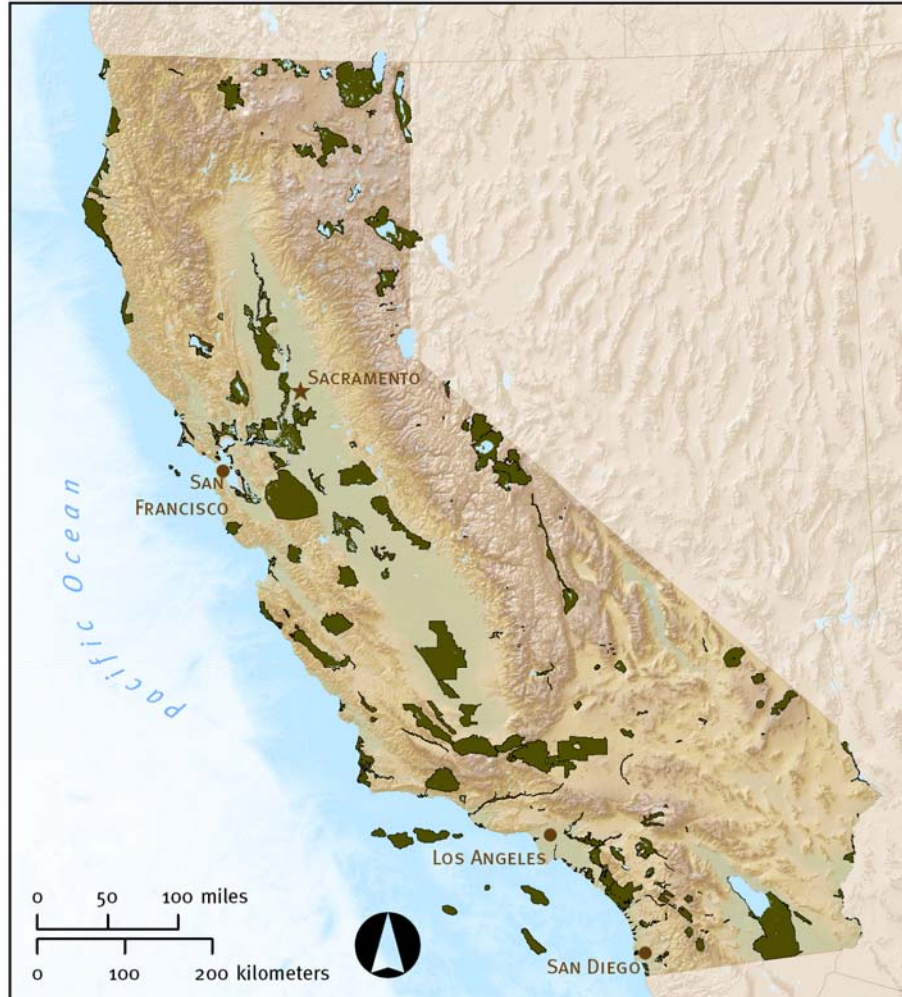 Sacramento
San
Francisco
Pacific Ocean
Los Angeles
0 50 100 miles
0 100 200 kilometers
San Diego